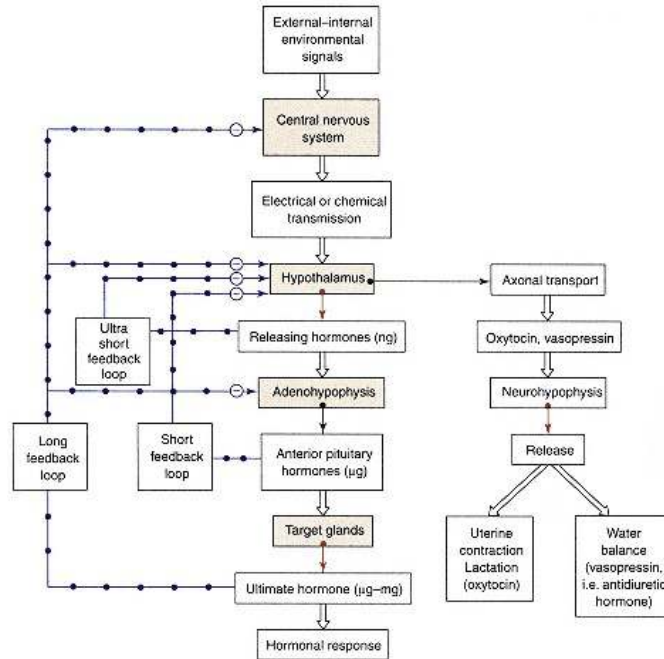 External–internal
environmental
signals
Central nervous
system
Electrical or chemical
transmission
Hypothalamus
Axonal transport
Ultra
short
feedback
loop
Releasing hormones (ng)
Oxytocin, vasopressin
Adenohypophysis
Neurohypophysis
Long
feedback
loop
Short
feedback
loop
Anterior pituitary
hormones (μg)
Release
Target glands
Uterine
contraction
Lactation
(oxytocin)
Water
balance
(vasopressin,
i.e. antidiuretic
hormone)
Ultimate hormone (μg–mg)
Hormonal response